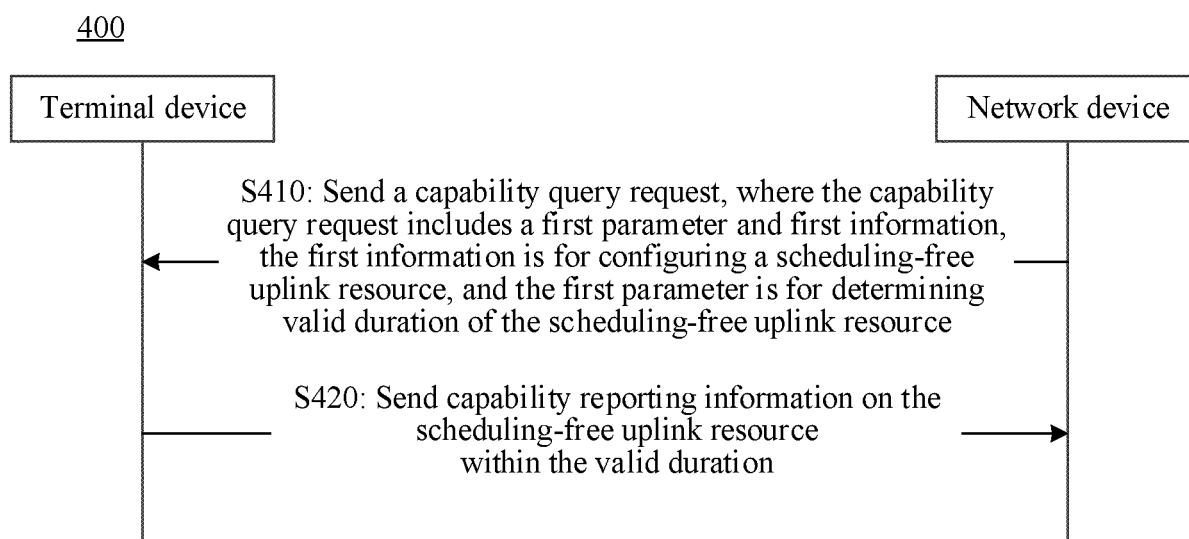 400
Terminal device
Network device
S410: Send a capability query request, where the capability
query request includes a first parameter and first information,
the first information is for configuring a scheduling-free
uplink resource, and the first parameter is for determining
valid duration of the scheduling-free uplink resource
S420: Send capability reporting information on the
scheduling-free uplink resource
within the valid duration